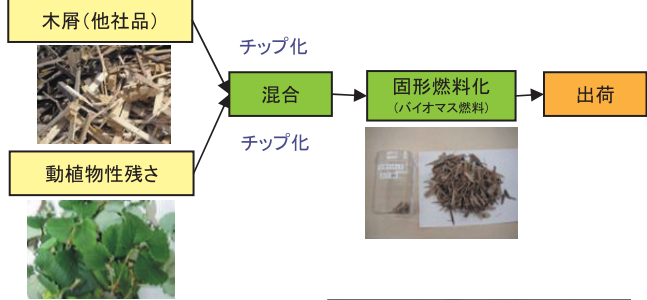 木屑（他社品）
チップ化
混合
固形燃料化
（バイオマス燃料）
出荷
チップ化
動植物性残さ